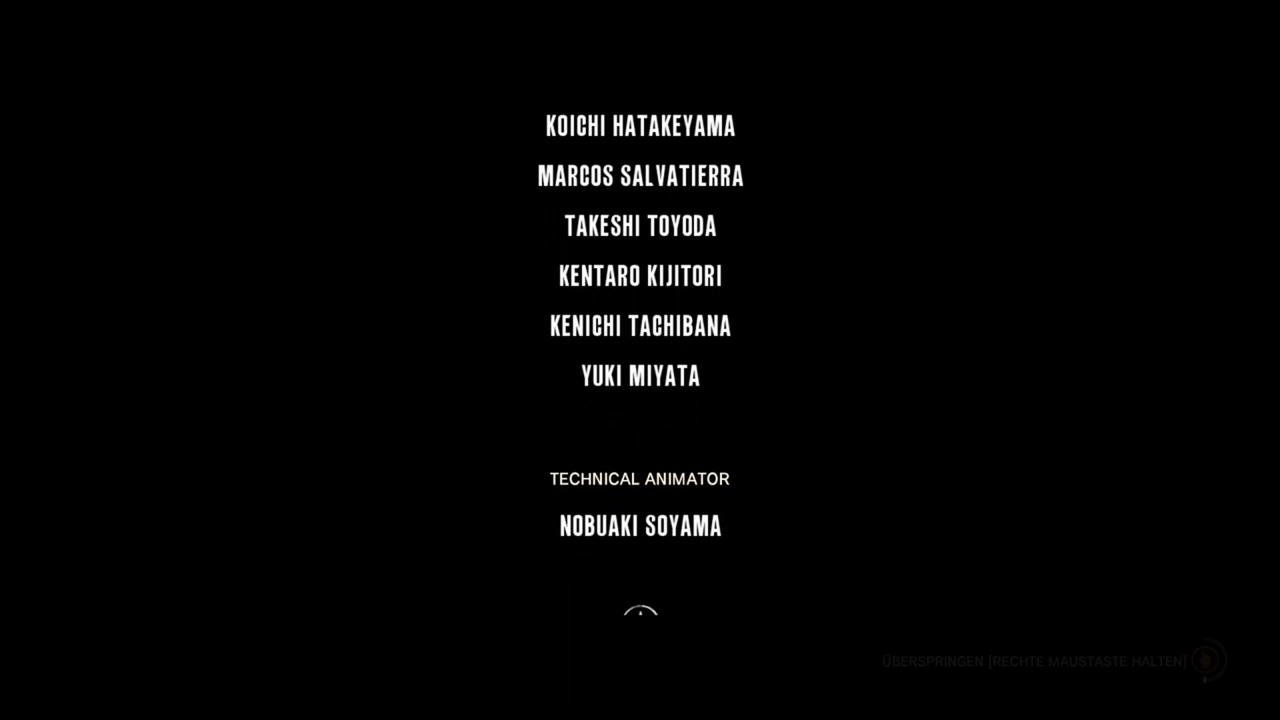 KOICHI HATAKEYAMA
MARCOS SALVATIERRA
TAKESHI TOYODA
KENTARO KIJITORI
KENICHI TACHIBANA
YUKI MIYATA
TECHNICAL ANIMATOR
NOBUAKI SOYAMA
ÜBERSPRINGEN [RECHTE MAUSTASTE HALTEN]